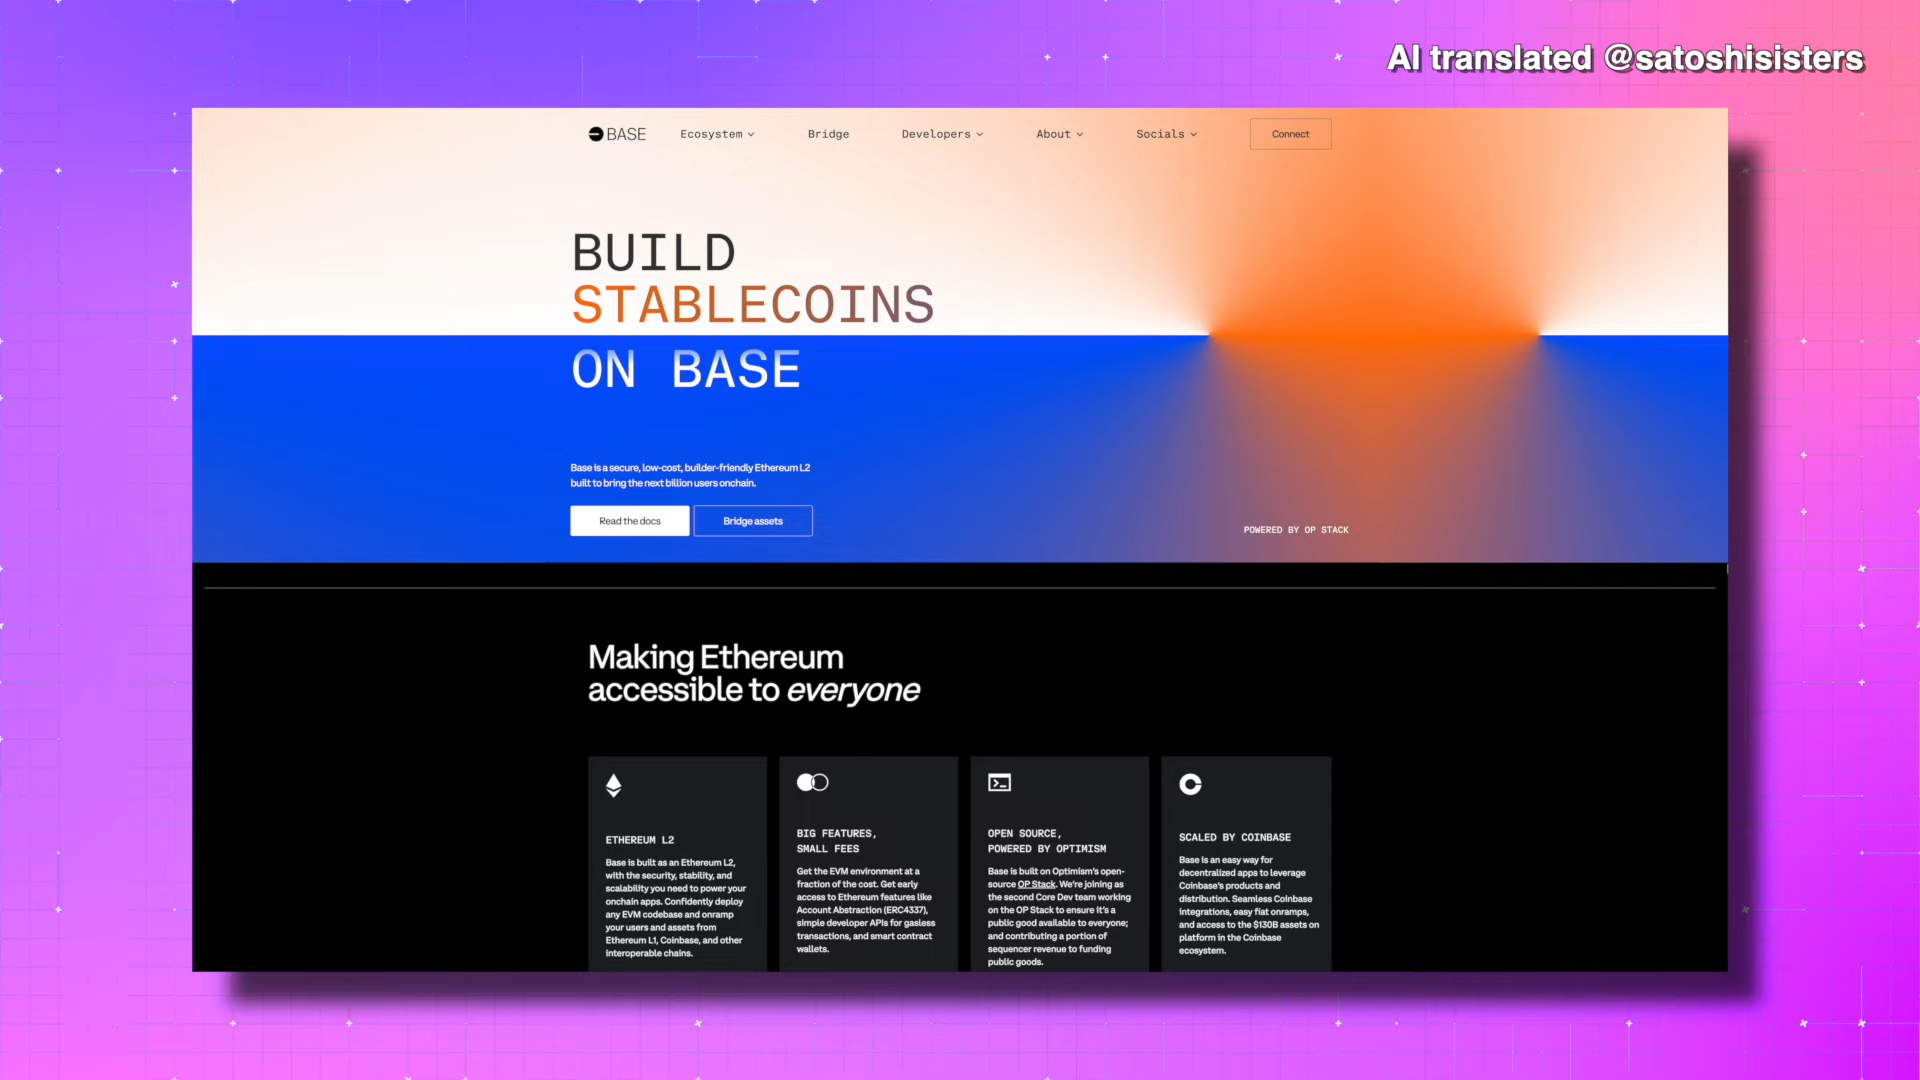 AI translated @satoshisisters
BASE
Ecosystem
Bridge
Developers
About
Socials
Connect
BUILD
STABLECOINS
ON BASE
Base is a secure, low-cost, builder-friendly Ethereum L2
built to bring the next billion users onchain.
Read the docs
Bridge assets
POWERED BY OP STACK
Making Ethereum
accessible to everyone
ETHEREUM L2
Base is built as an Ethereum L2,
with the security, stability, and
scalability you need to power your
onchain apps. Confidently deploy
any EVM codebase and onramp
your users and assets from
Ethereum L1, Coinbase, and other
interoperable chains.
BIG FEATURES,
SMALL FEES
Get the EVM environment at a
fraction of the cost. Get early
access to Ethereum features like
Account Abstraction (ERC4337),
simple developer APIs for gasless
transactions, and smart contract
wallets.
OPEN SOURCE,
POWERED BY OPTIMISM
Base is built on Optimism's open-
source OP Stack. We're joining as
the second Core Dev team working
on the OP Stack to ensure it's a
public good available to everyone;
and contributing a portion of
sequencer revenue to funding
public goods.
SCALED BY COINBASE
Base is an easy way for
decentralized apps to leverage
Coinbase's products and
distribution. Seamless Coinbase
integrations, easy fiat onramps,
and access to the $130B assets on
platform in the Coinbase
ecosystem.